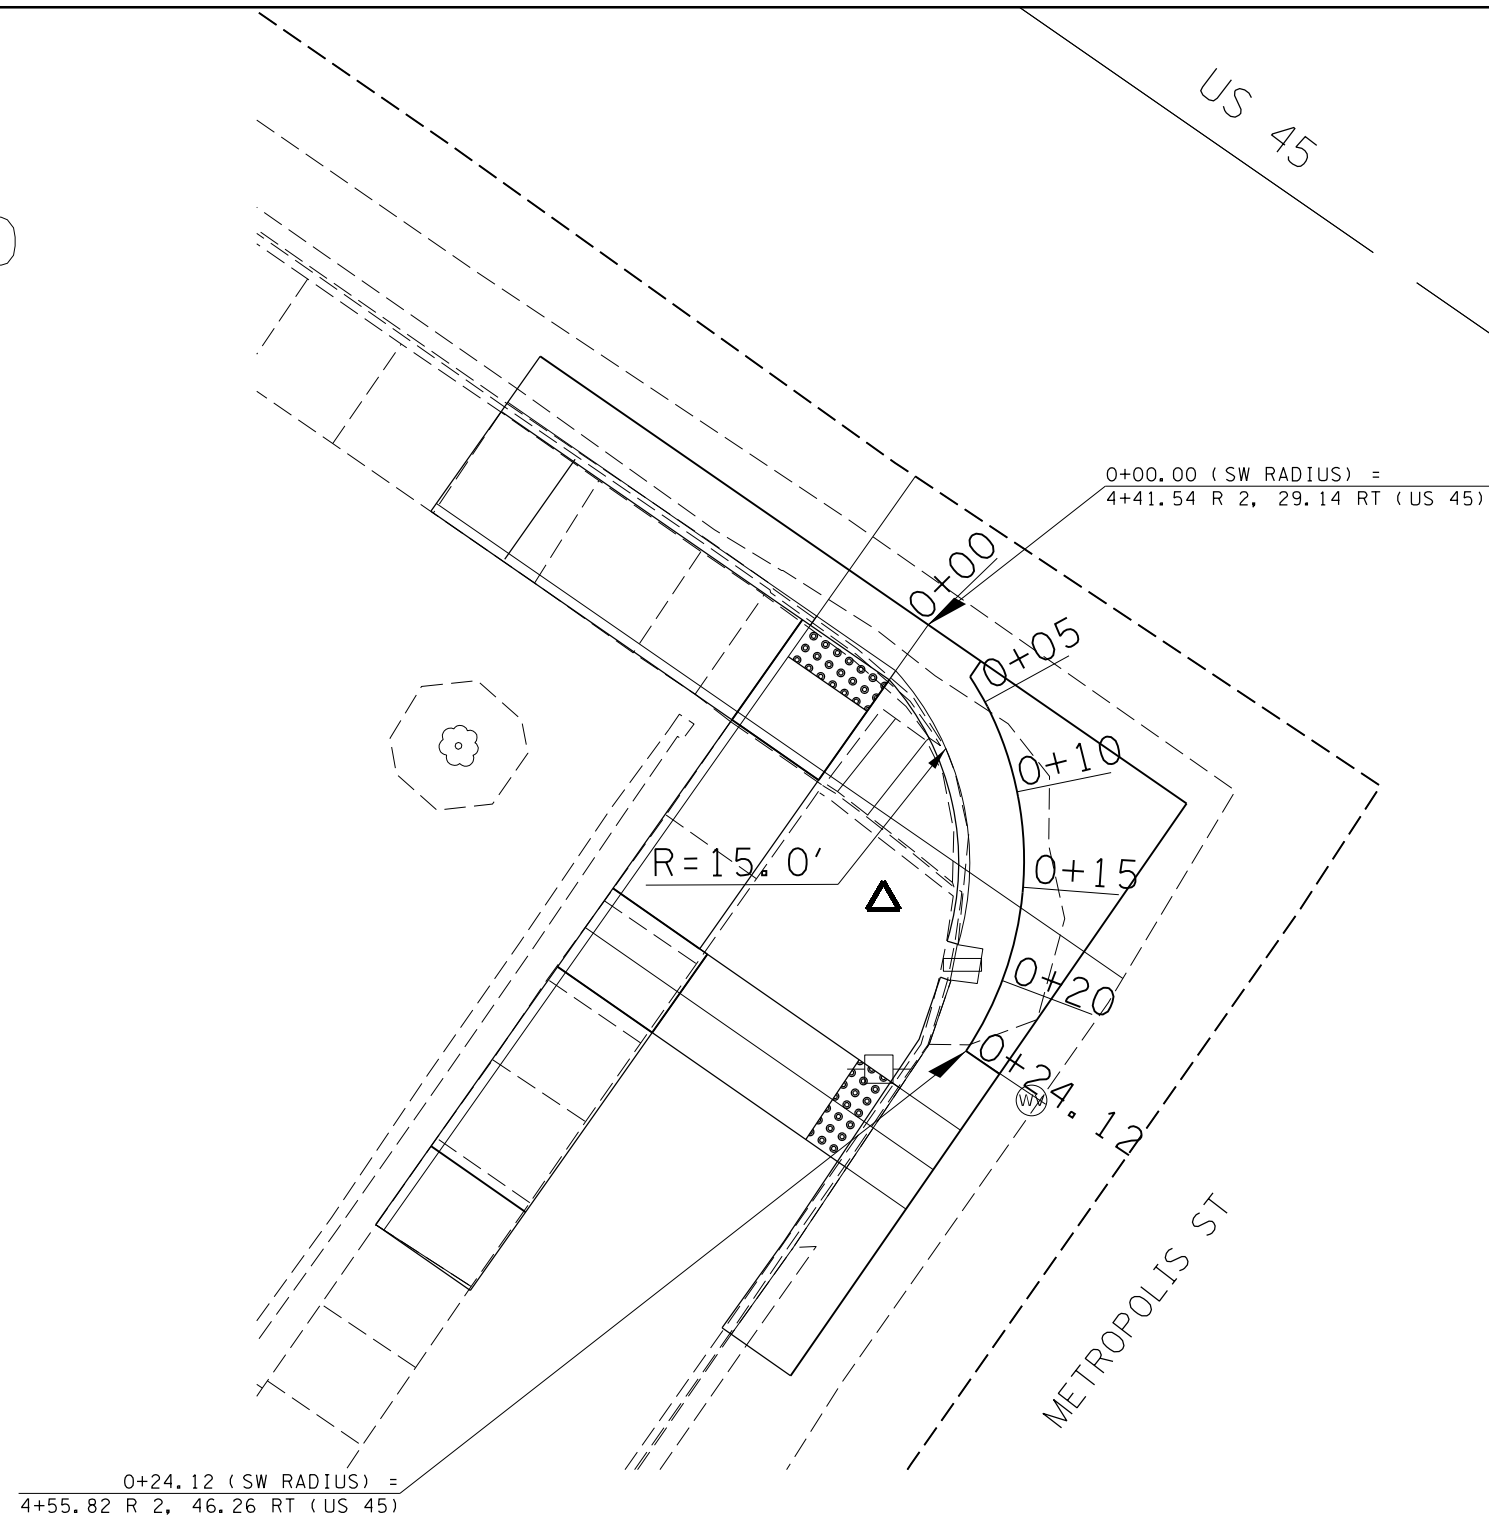 US 45
0+00.00 (SW RADIUS) =
4+41.54 R 2, 29.14 RT (US 45)
0+00
0+05
0+10
R=15.0'
0+15
0+20
0+24.12
WV
METROPOLIS ST
0+24.12 (SW RADIUS) =
4+55.82 R 2, 46.26 RT (US 45)